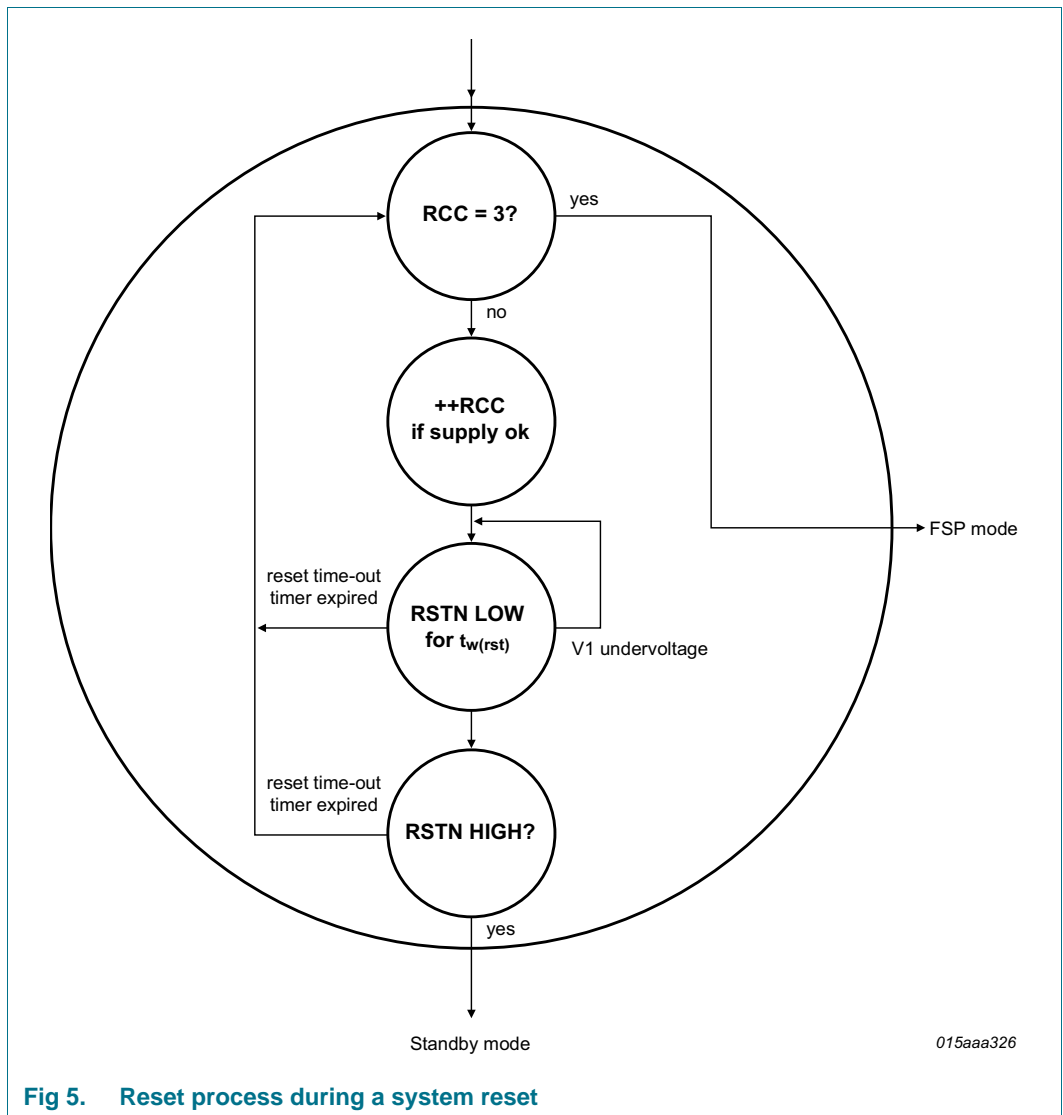 RCC = 3?
yes
no
++RCC
if supply ok
FSP mode
reset time-out
timer expired
RSTN LOW
for tw(rst)
V1 undervoltage
reset time-out
timer expired
RSTN HIGH?
yes
Standby mode
015aaa326
Fig 5. Reset process during a system reset